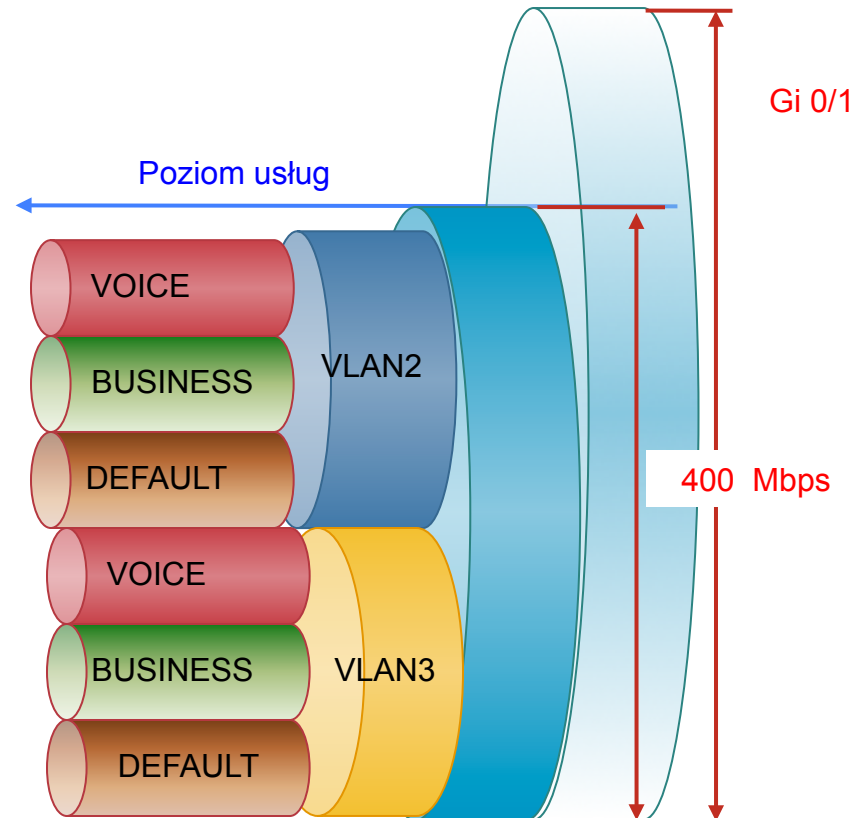 Gi 0/1
Poziom usług
VOICE
VLAN2
BUSINESS
DEFAULT
400 Mbps
VOICE
BUSINESS
VLAN3
DEFAULT